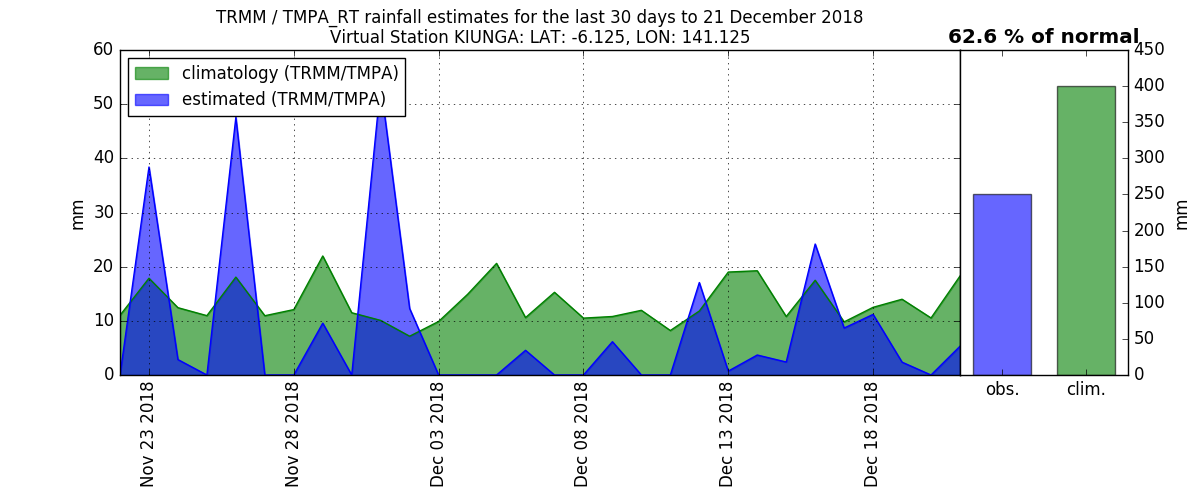 TRMM / TMPA_RT rainfall estimates for the last 30 days to 21 December 2018
Virtual Station KIUNGA: LAT: -6.125, LON: 141.125
62.6 % of normal
climatology (TRMM/TMPA)
estimated (TRMM/TMPA)
60
50
40
30
20
10
0
mm
450
400
350
300
250
200
150
100
50
0
mm
Nov 23 2018
Nov 28 2018
Dec 03 2018
Dec 08 2018
Dec 13 2018
Dec 18 2018
obs.
clim.